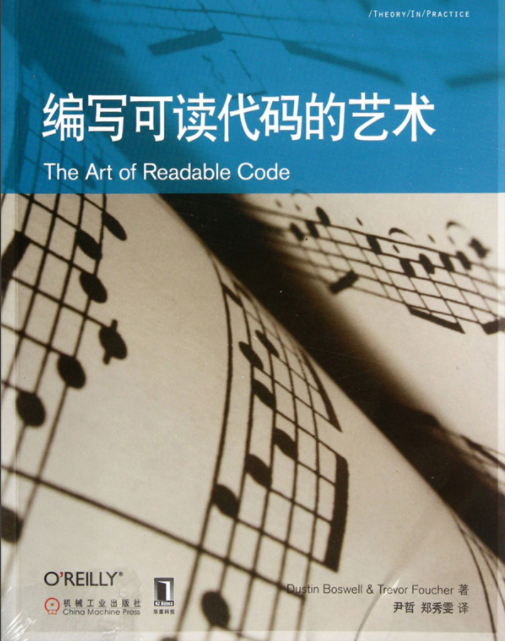 /THEORY/IN/PRACTICE
编写可读代码的艺术
The Art of Readable Code
Dustin Boswell & Trevor Foucher 著
尹哲 郑秀雯 译
O'REILLY®
机械工业出版社
China Machine Press
HZ Books
华章科技